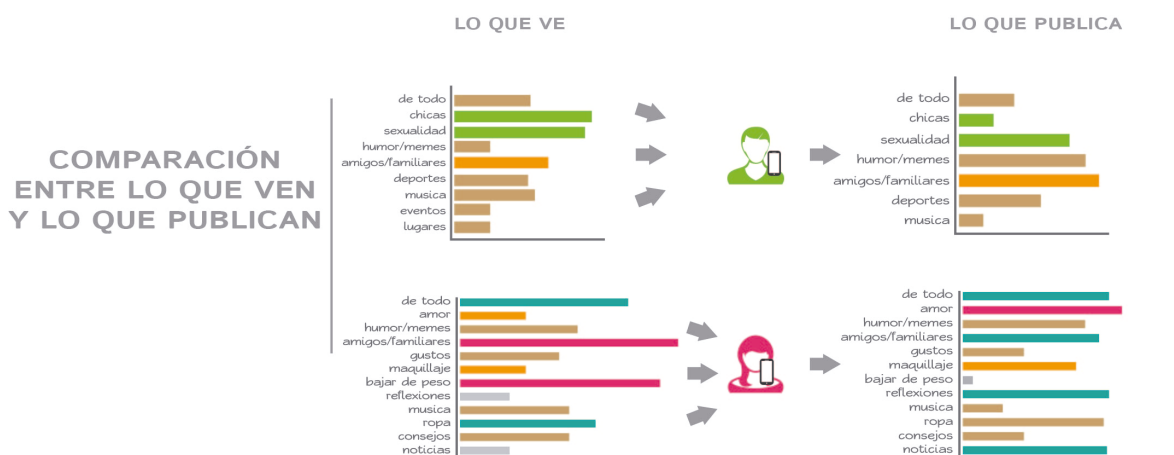 LO QUE VE
LO QUE PUBLICA
COMPARACIÓN
ENTRE LO QUE VEN
Y LO QUE PUBLICAN
de todo
chicas
sexualidad
humor/memes
amigos/familiares
deportes
musica
eventos
lugares
de todo
chicas
sexualidad
humor/memes
amigos/familiares
deportes
musica
de todo
amor
humor/memes
amigos/familiares
gustos
maquillaje
bajar de peso
reflexiones
musica
ropa
consejos
noticias
de todo
amor
humor/memes
amigos/familiares
gustos
maquillaje
bajar de peso
reflexiones
musica
ropa
consejos
noticias